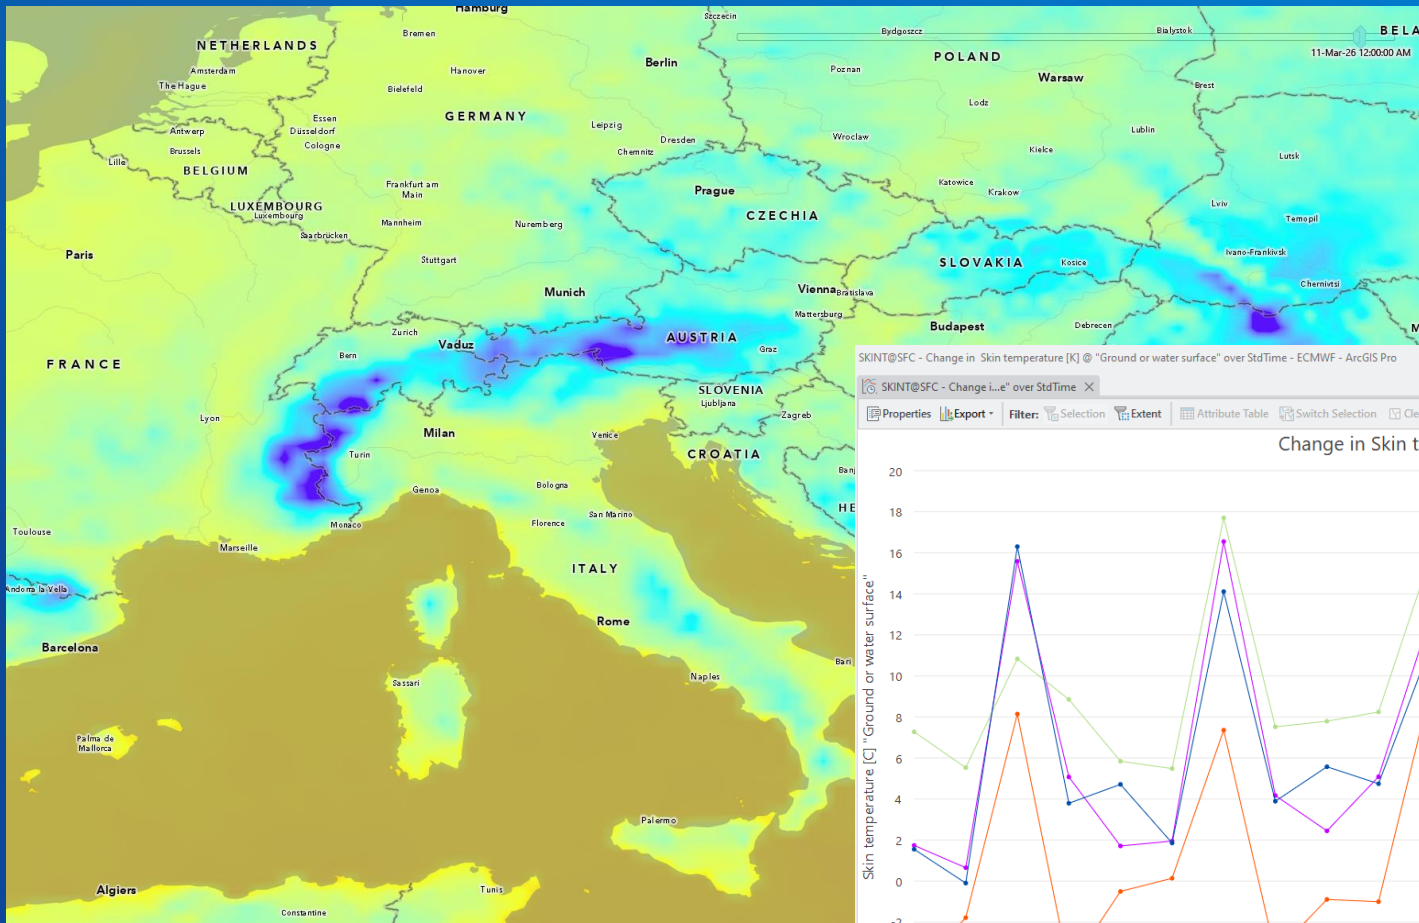 Hamburg
Szczecin
Bremen
Bydgoszcz
Bialystok
BELA
NETHERLANDS
11-Mar-26 12:00:00 AM
POLAND
Berlin
Amsterdam
Hanover
Poznan
Warsaw
The Hague
Bielefeld
Brest
Lodz
GERMANY
Essen
Antwerp
Düsseldorf
Leipzig
Lublin
Cologne
Dresden
Wroclaw
Brussels
Chemnitz
Kielce
Lutsk
Lille
BELGIUM
Frankfurt am
Main
Prague
Katowice
Krakow
LUXEMBOURG
Luxembourg
CZECHIA
Lviv
Ternopil
Mannheim
Nuremberg
Saarbrücken
Paris
Stuttgart
SLOVAKIA
Kosice
Ivano-Frankivsk
Chernivtsi
Munich
Vienna
Bratislava
Mattersburg
Budapest
Debrecen
M
Zurich
Vaduz
AUSTRIA
Graz
Bern
FRANCE
SLOVENIA
Ljubljana
Zagreb
Lyon
Milan
Venice
Turin
CROATIA
Banj
Genoa
Bologna
HE
Monaco
Florence
San Marino
Toulouse
Marseille
ITALY
Andorra la Vella
Rome
Barcelona
Bari
Naples
Sassari
Palma de
Mallorca
Palermo
Algiers
Tunis
Constantine
SKINT@SFC - Change in Skin temperature [K] @ "Ground or water surface" over StdTime - ECMWF - ArcGIS Pro
SKINT@SFC - Change i...e" over StdTime
Properties Export Filter: Selection Extent Attribute Table Switch Selection Cle
Change in Skin t
Skin temperature [C] "Ground or water surface"
20
18
16
14
12
10
8
6
4
2
0
-2